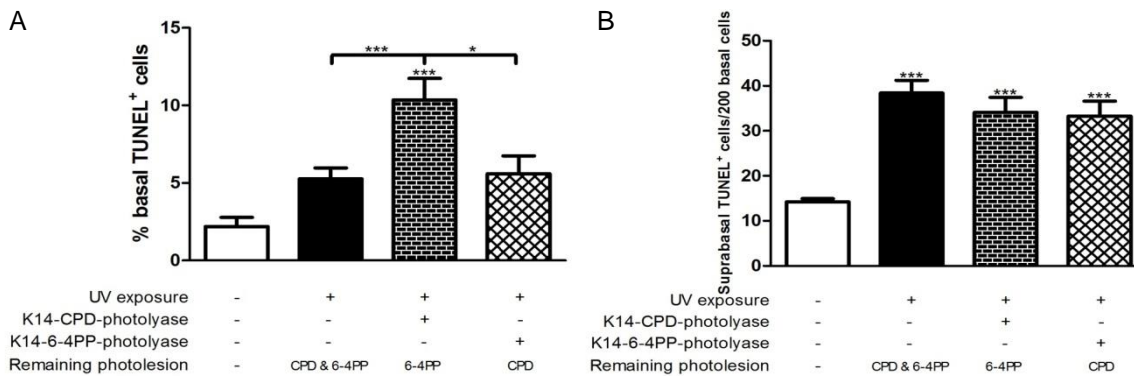 A
% basal TUNEL+ cells
15
10
5
0
***
*
***
UV exposure - + + +
K14-CPD-photolyase - - + -
K14-6-4PP-photolyase - - - +
Remaining photolesion - CPD & 6-4PP 6-4PP CPD
B
Suprabasal TUNEL+ cells/200 basal cells
50
40
30
20
10
0
***
***
***
UV exposure - + + +
K14-CPD-photolyase - - + -
K14-6-4PP-photolyase - - - +
Remaining photolesion - CPD & 6-4PP 6-4PP CPD